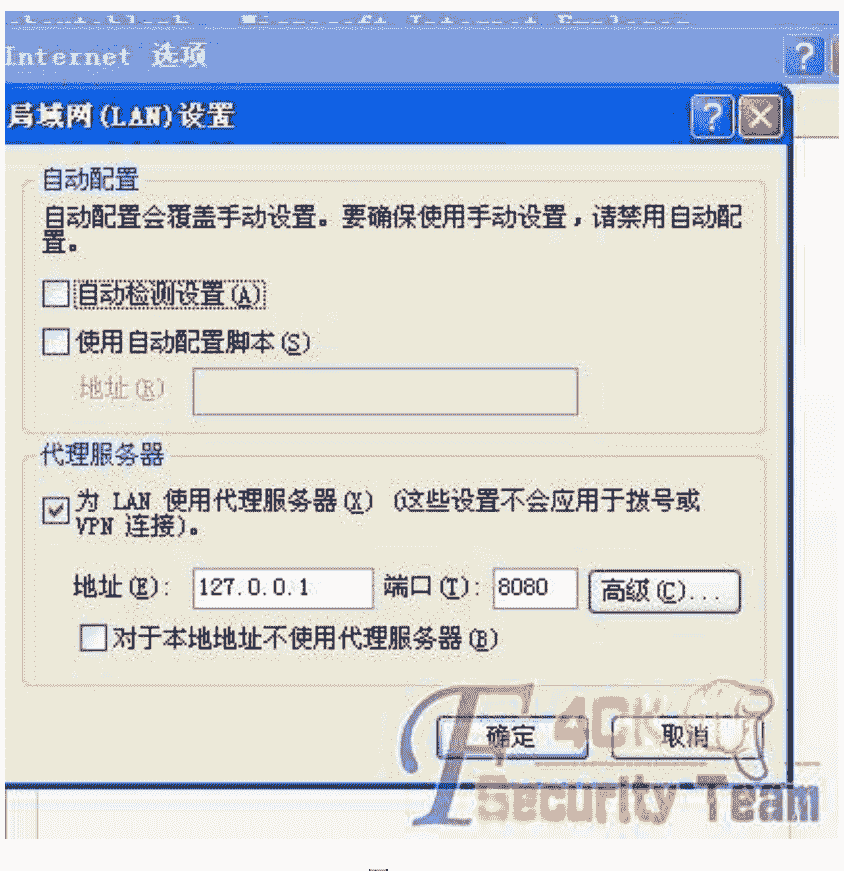 Microsoft Internet Explorer
Internet 选项
局域网(LAN)设置
自动配置
自动配置会覆盖手动设置。要确保使用手动设置，请禁用自动配
置。
自动检测设置(A)
使用自动配置脚本(S)
地址(R)
代理服务器
为 LAN 使用代理服务器(X) (这些设置不会应用于拨号或
VPN 连接)。
地址(E): 127.0.0.1 端口(T): 8080 高级(C)...
对于本地地址不使用代理服务器(B)
确定 取消
F4CK
Security Team